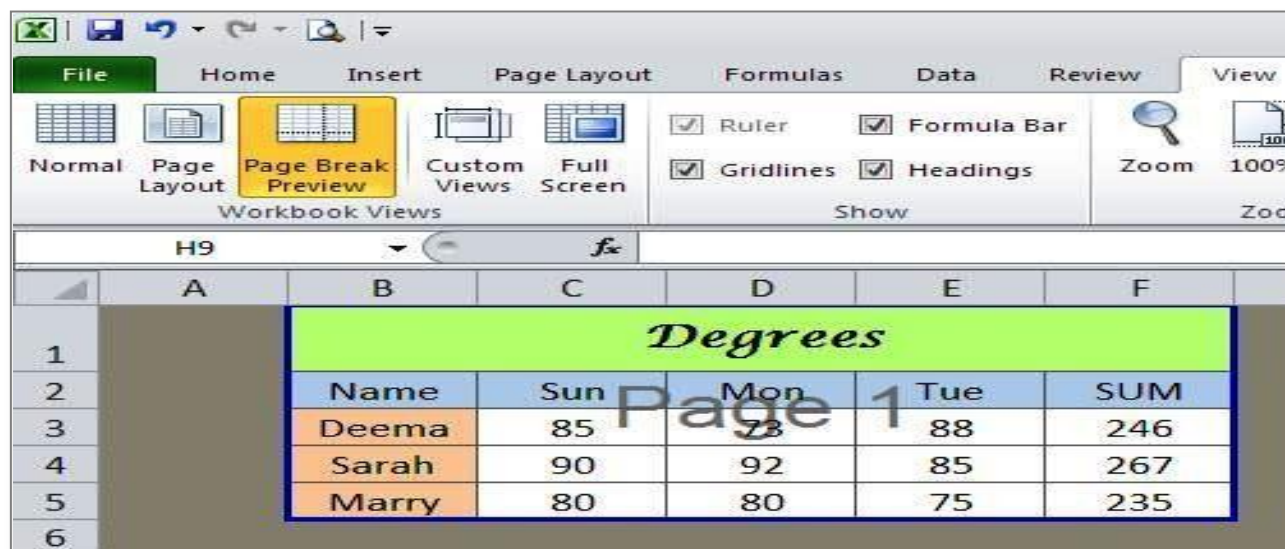 File Home Insert Page Layout Formulas Data Review View
Normal Page Layout Page Break Preview Custom Views Full Screen
Ruler Formula Bar
Gridlines Headings
Zoom 100%
Workbook Views Show
H9 fx
A B C D E F
1 Degrees
2 Name Sun Mon Tue SUM
Page 1
3 Deema 85 73 88 246
4 Sarah 90 92 85 267
5 Marry 80 80 75 235
6